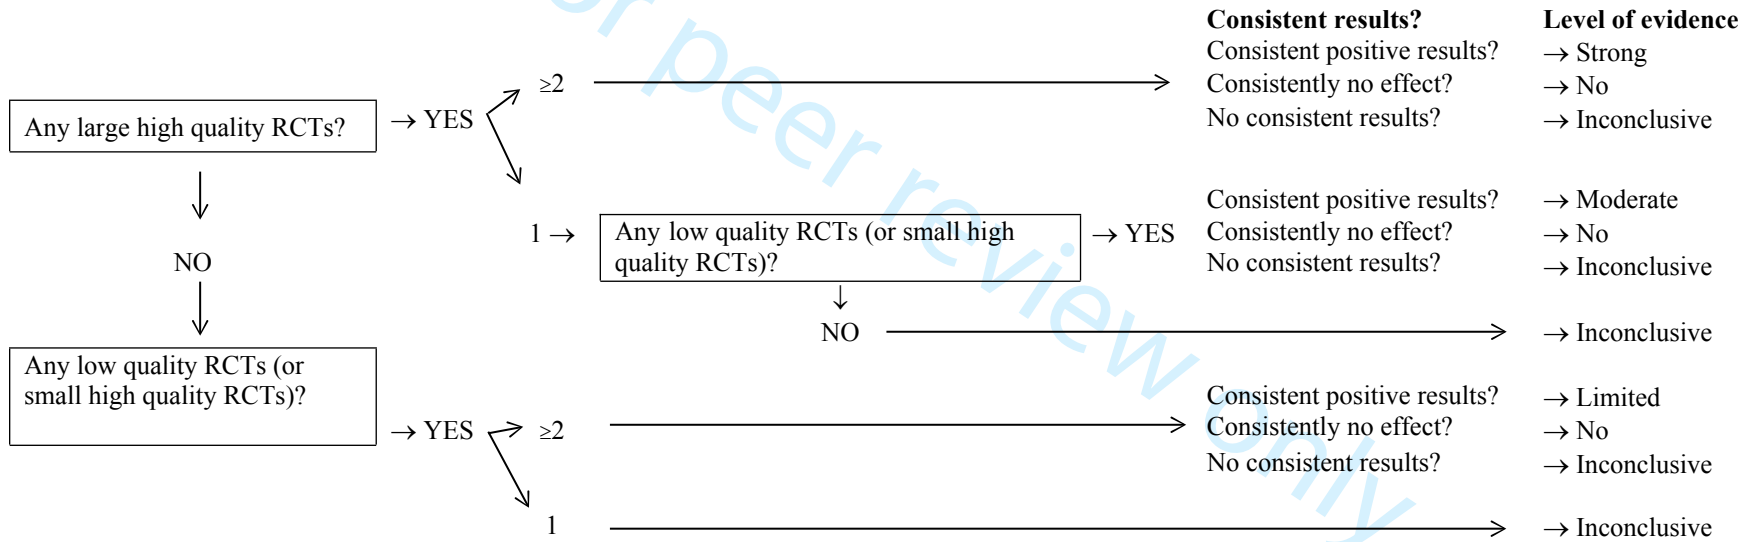 Consistent results? Level of evidence
Consistent positive results? → Strong
≥2 Consistently no effect? → No
Any large high quality RCTs? → YES No consistent results? → Inconclusive
Consistent positive results? → Moderate
1 → Any low quality RCTs (or small high → YES Consistently no effect? → No
NO quality RCTs)? No consistent results? → Inconclusive
NO → Inconclusive
Any low quality RCTs (or
small high quality RCTs)? Consistent positive results? → Limited
→ YES ≥2 Consistently no effect? → No
No consistent results? → Inconclusive
1 → Inconclusive
or peer review only